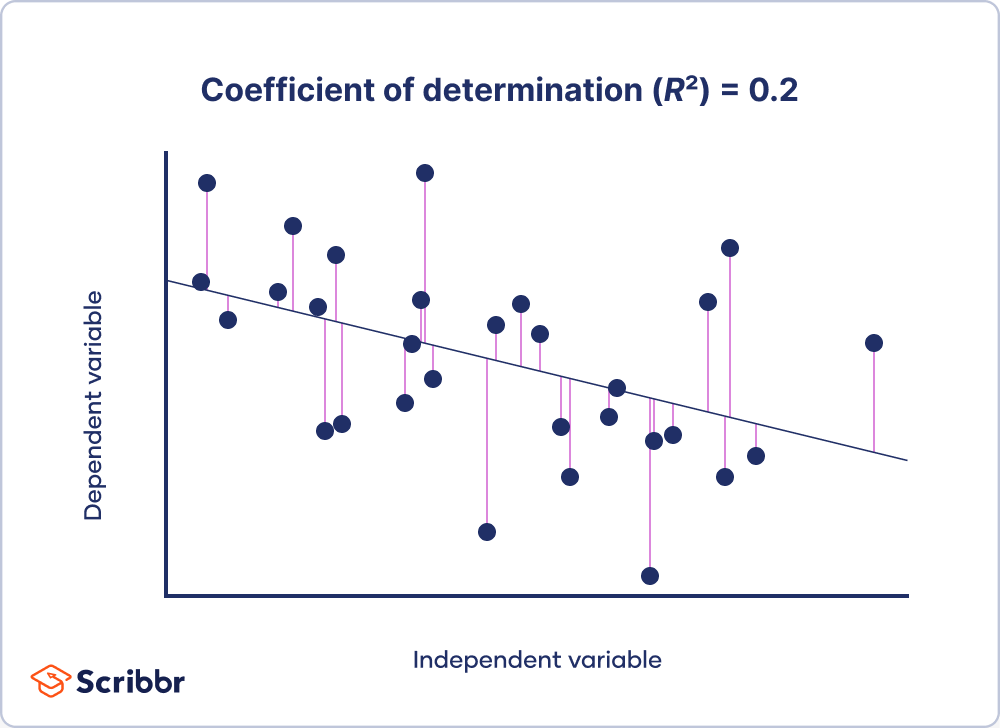 Coefficient of determination (R²) = 0.2
Dependent variable
Independent variable
Scribbr